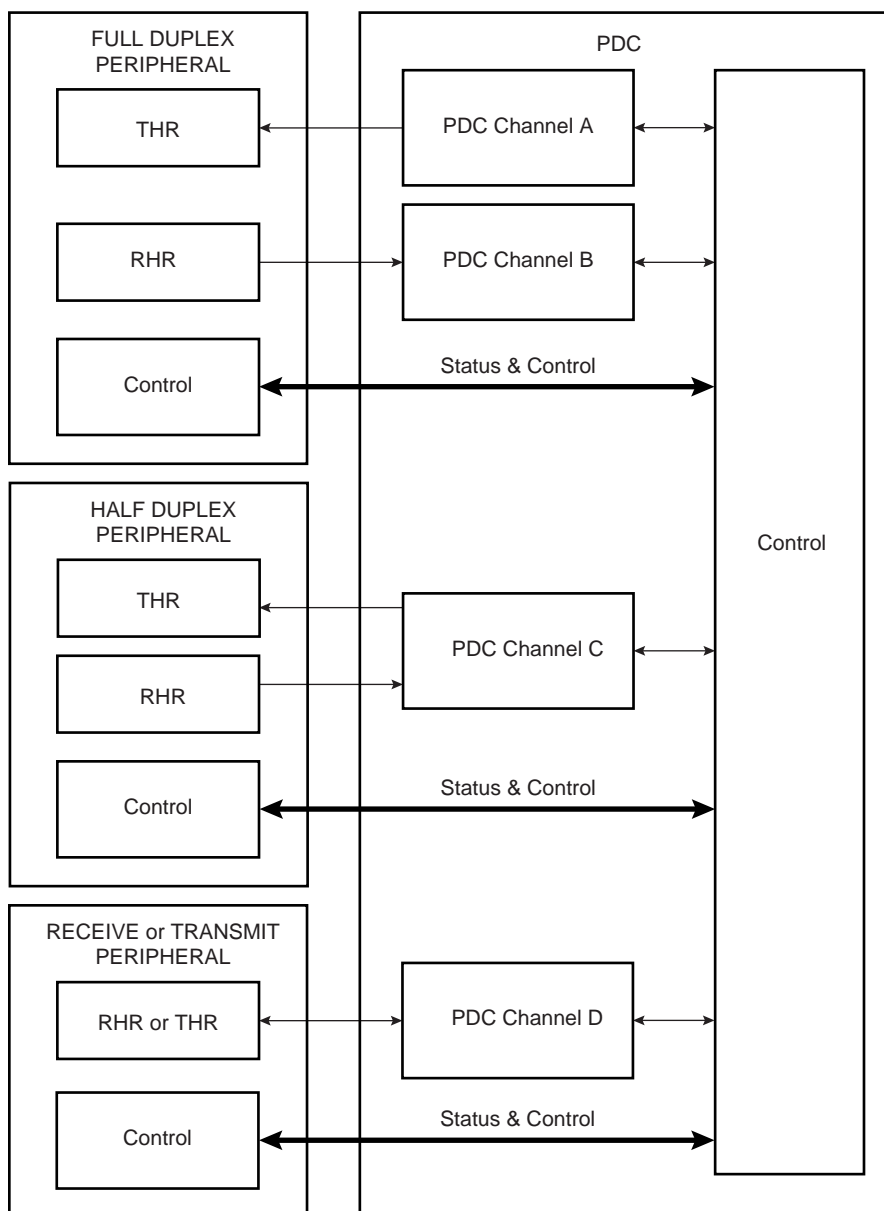 FULL DUPLEX
PERIPHERAL
PDC
THR
PDC Channel A
RHR
PDC Channel B
Control
Status & Control
HALF DUPLEX
PERIPHERAL
Control
THR
PDC Channel C
RHR
Control
Status & Control
RECEIVE or TRANSMIT
PERIPHERAL
RHR or THR
PDC Channel D
Control
Status & Control